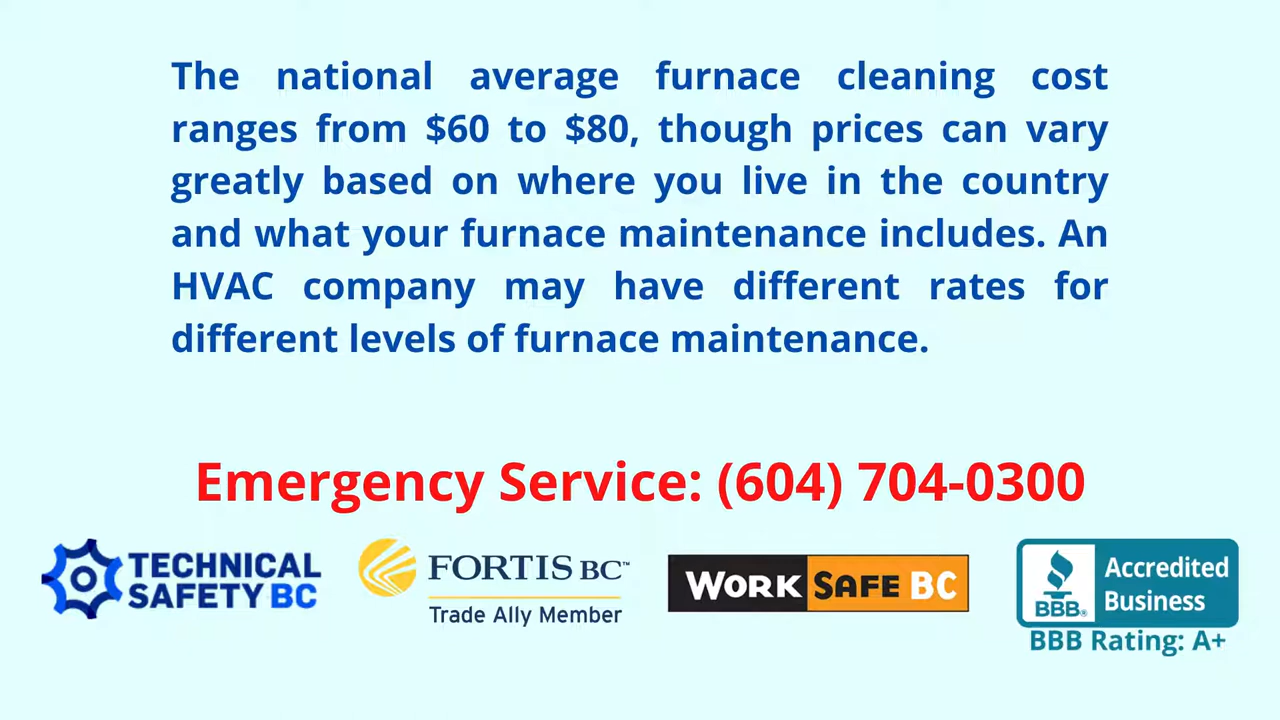 The national average furnace cleaning cost
ranges from $60 to $80, though prices can vary
greatly based on where you live in the country
and what your furnace maintenance includes. An
HVAC company may have different rates for
different levels of furnace maintenance.
Emergency Service: (604) 704-0300
TECHNICAL
SAFETY BC
FORTIS BC™
Trade Ally Member
WORK SAFE BC
BBB®
Accredited
Business
BBB Rating: A+